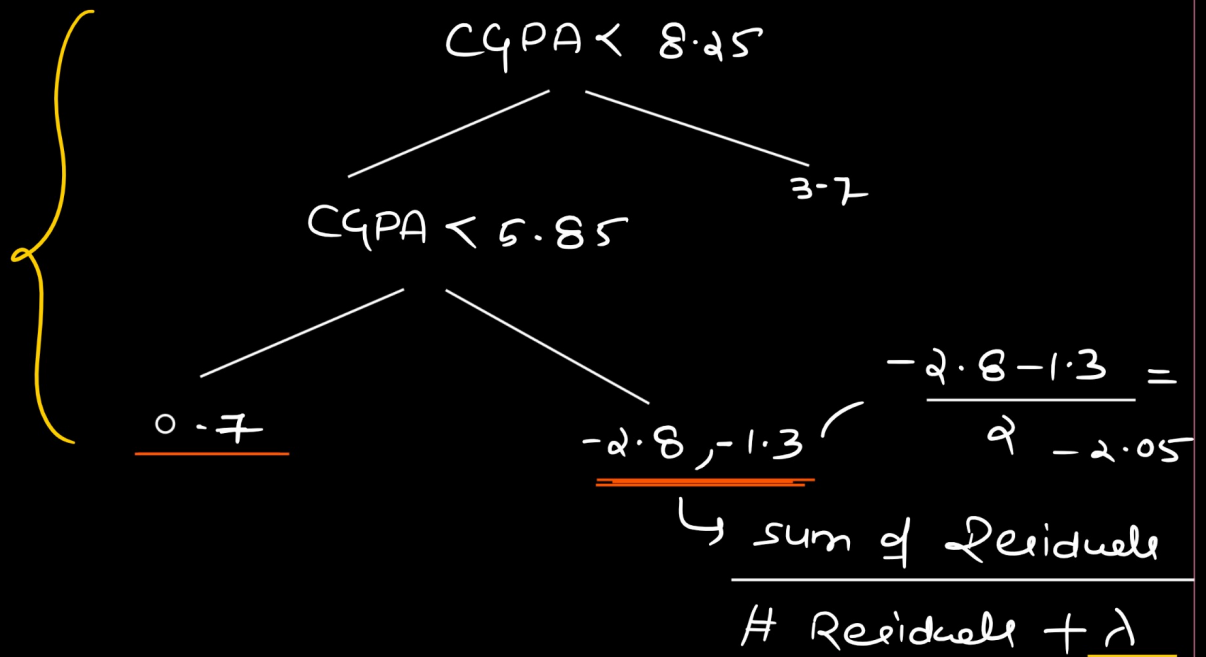 CGPA < 8.25
3.7
CGPA < 5.85
0.7
-2.8, -1.3
-2.8-1.3 =
2 -2.05
sum of Residuals
# Residuals + λ